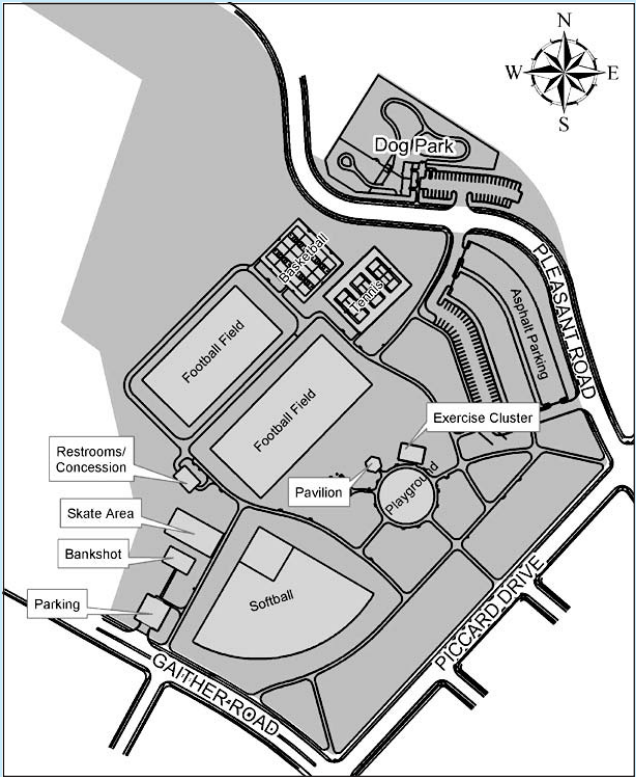 N
W
E
S
Dog Park
Basketball
Tennis
PLEASANT ROAD
Asphalt Parking
Football Field
Football Field
Exercise Cluster
Restrooms/
Concession
Pavilion
Playground
Skate Area
Bankshot
Softball
Parking
PICCARD DRIVE
GAITHER ROAD